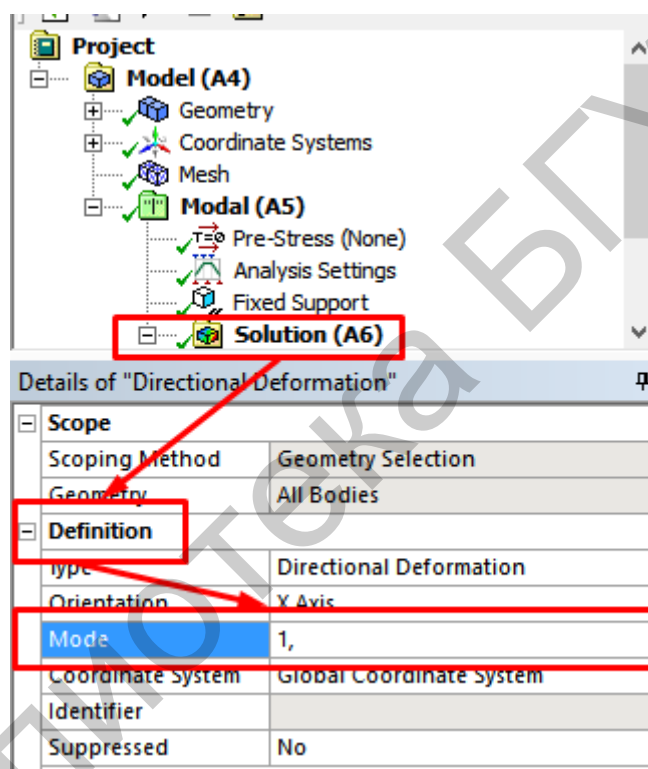 Project
Model (A4)
Geometry
Coordinate Systems
Mesh
Modal (A5)
T=0 Pre-Stress (None)
Analysis Settings
Fixed Support
Solution (A6)
Details of "Directional Deformation"
Scope
Scoping Method Geometry Selection
Geometry All Bodies
Definition
Type Directional Deformation
Orientation X Axis
Mode 1,
Coordinate System Global Coordinate System
Identifier
Suppressed No